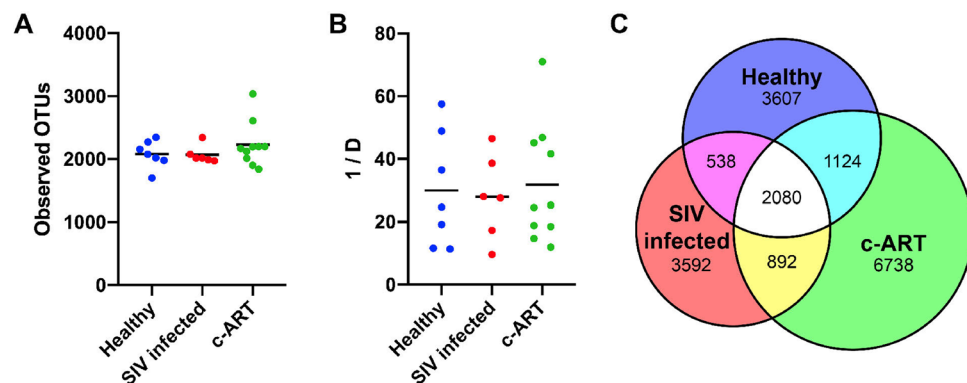 A
Observed OTUs
4000
3000
2000
1000
0
Healthy
SIV infected
c-ART
B
1 / D
80
60
40
20
0
Healthy
SIV infected
c-ART
C
Healthy
3607
538
1124
2080
SIV
infected
3592
892
c-ART
6738